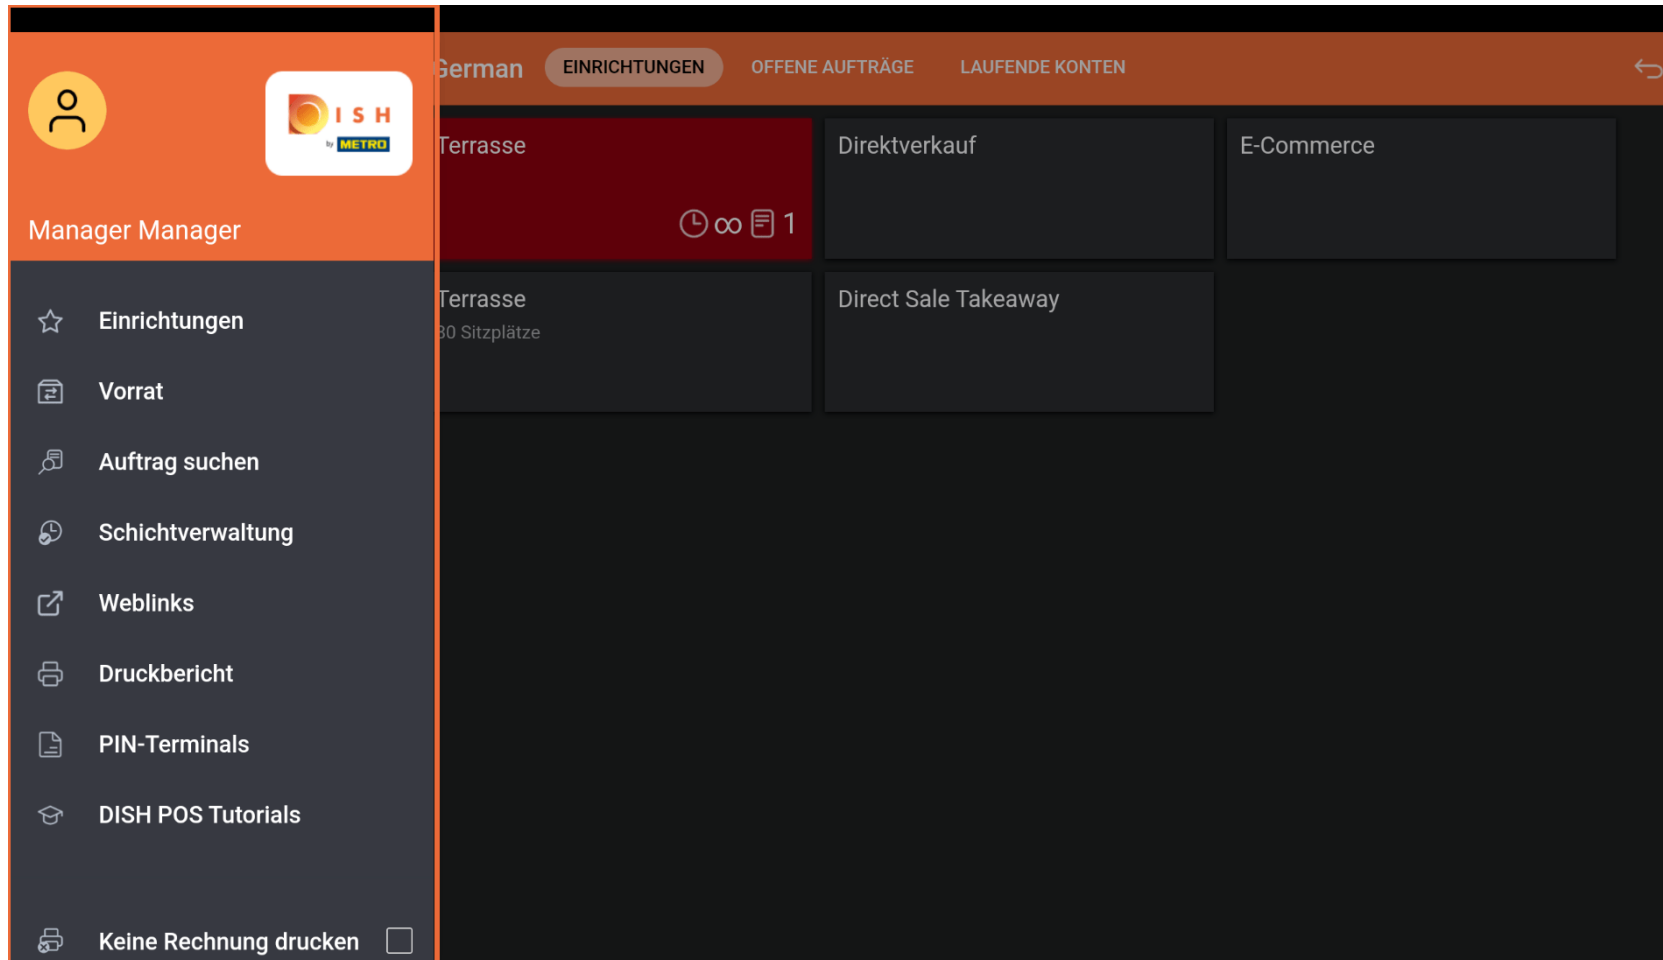 DISH
by METRO
Manager Manager
Einrichtungen
Vorrat
Auftrag suchen
Schichtverwaltung
Weblinks
Druckbericht
PIN-Terminals
DISH POS Tutorials
Keine Rechnung drucken
German
EINRICHTUNGEN
OFFENE AUFTRÄGE
LAUFENDE KONTEN
Terrasse
∞ 1
Direktverkauf
E-Commerce
Terrasse
30 Sitzplätze
Direct Sale Takeaway